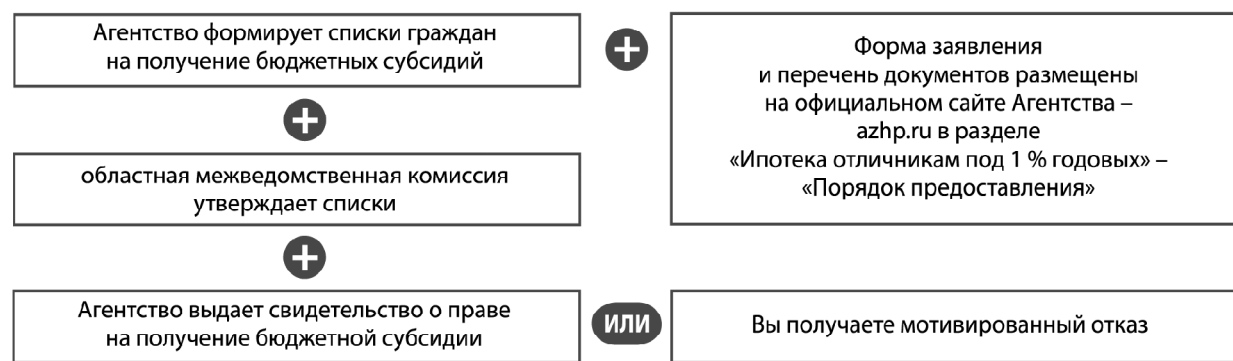 Агентство формирует списки граждан
на получение бюджетных субсидий
Форма заявления
и перечень документов размещены
на официальном сайте Агентства –
azhp.ru в разделе
«Ипотека отличникам под 1 % годовых» –
«Порядок предоставления»
областная межведомственная комиссия
утверждает списки
Агентство выдает свидетельство о праве
на получение бюджетной субсидии
ИЛИ
Вы получаете мотивированный отказ